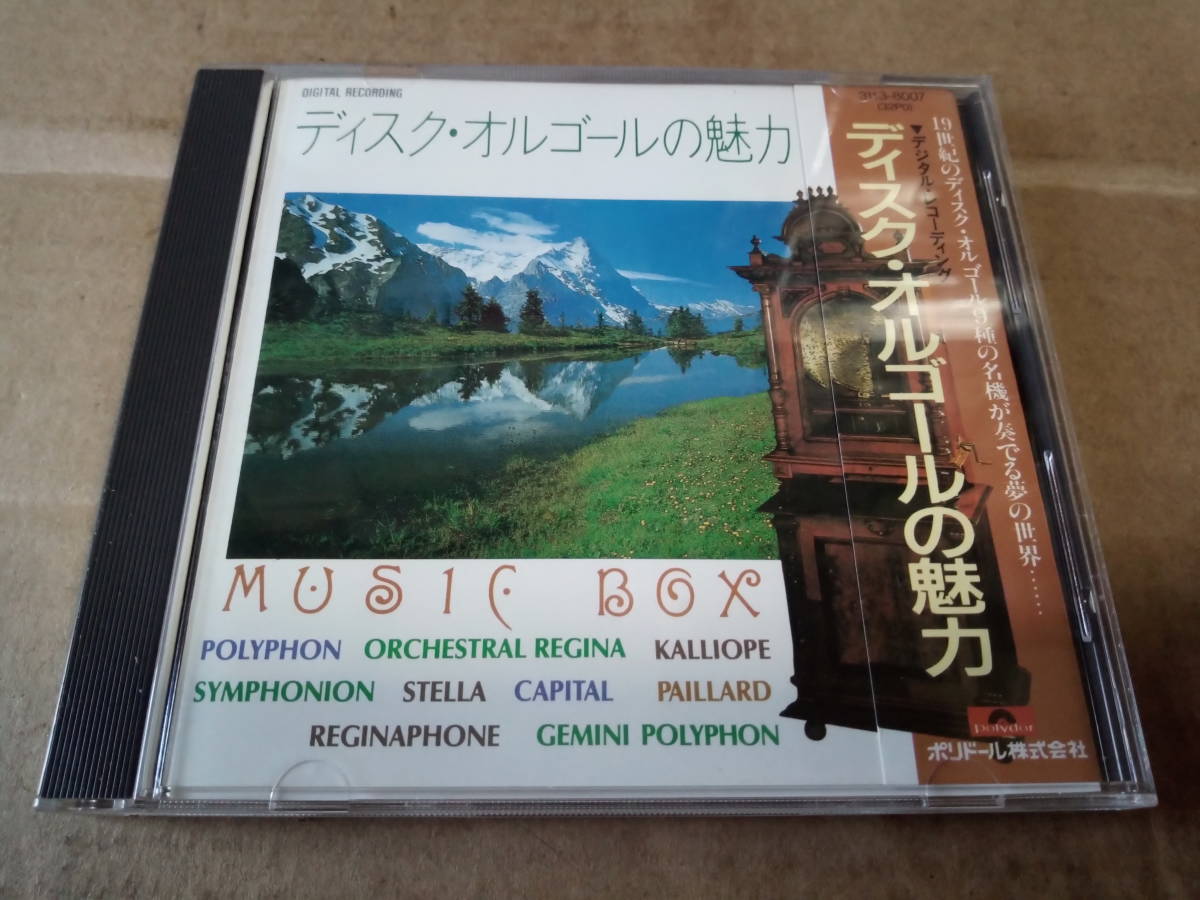 DIGITAL RECORDING
ディスク・オルゴールの魅力
MUSIC BOX
POLYPHON ORCHESTRAL REGINA KALLIOPE
SYMPHONION STELLA CAPITAL PAILLARD
REGINAPHONE GEMINI POLYPHON
3113-8007
(32PD)
19世紀のディスク・オルゴール9種の名機が奏でる夢の世界……
▼デジタル・レコーディング
ディスク・オルゴールの魅力
polydor
ポリドール株式会社